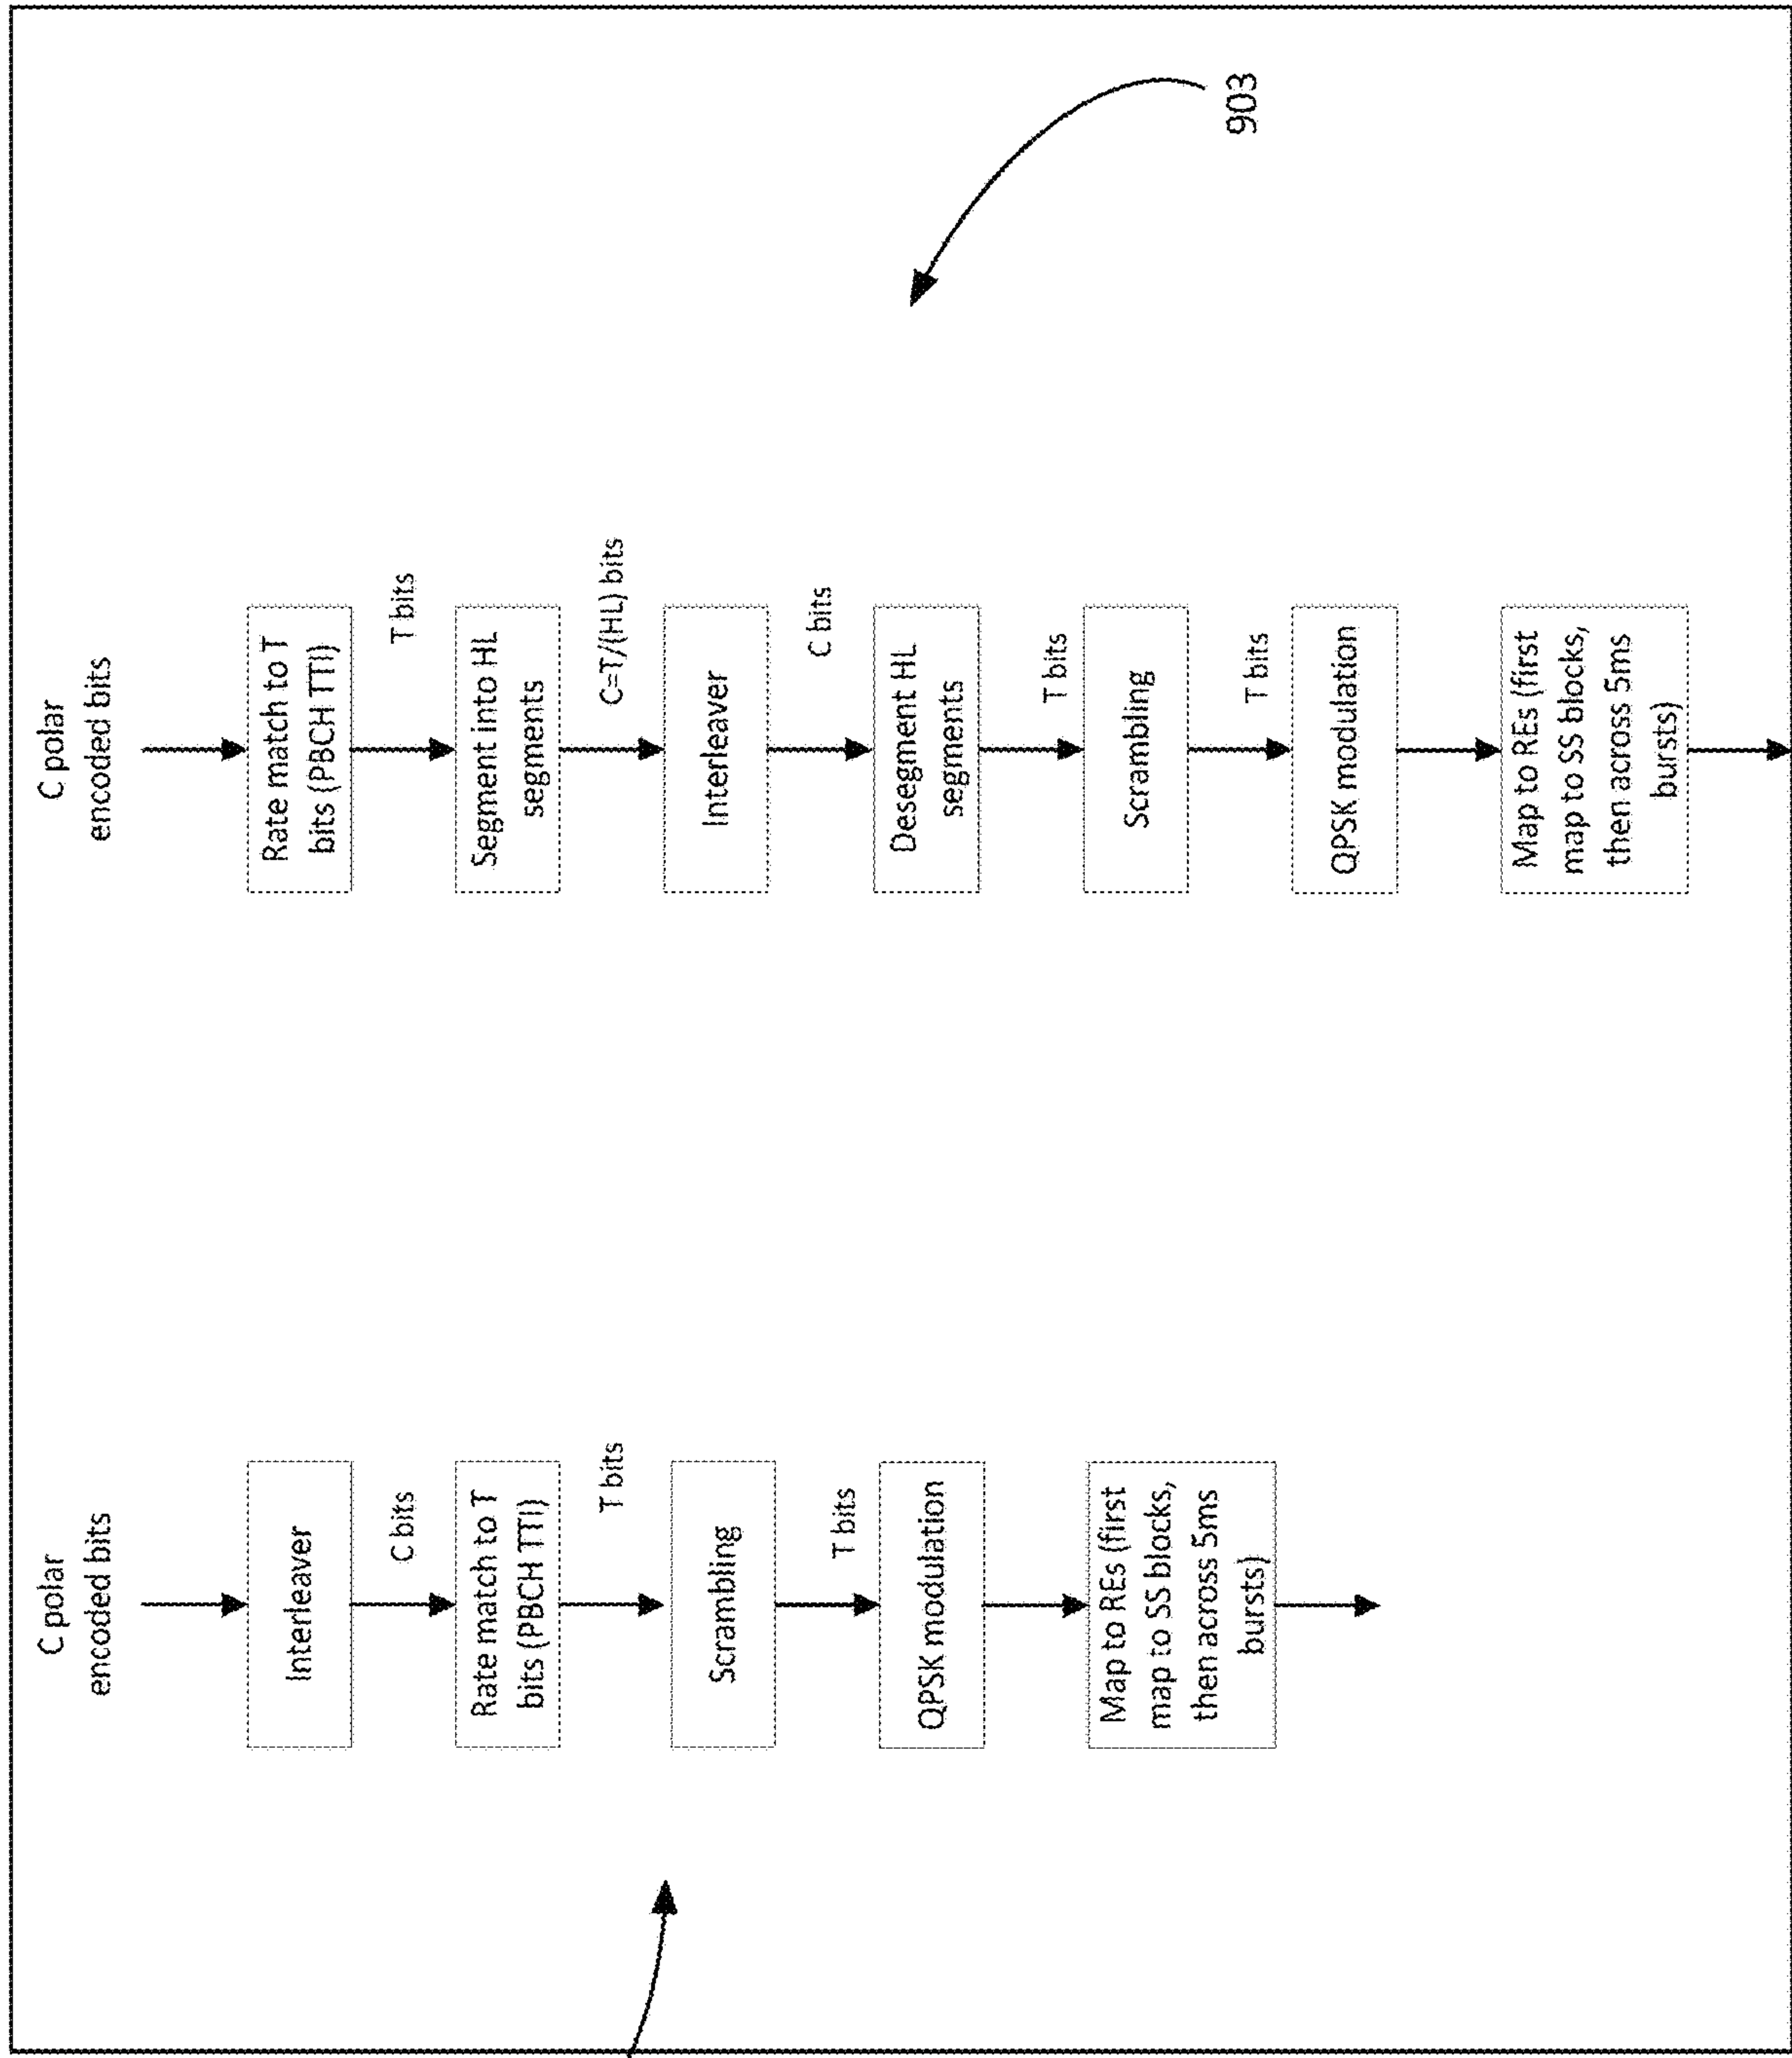 C polar
encoded bits
Interleaver
C bits
Rate match to T
bits (PBCH TTI)
T bits
Scrambling
T bits
QPSK modulation
Map to REs (first
map to SS blocks,
then across 5ms
bursts)
C polar
encoded bits
Rate match to T
bits (PBCH TTI)
T bits
Segment into HL
segments
C=T/(HL) bits
Interleaver
C bits
Desegment HL
segments
T bits
Scrambling
T bits
QPSK modulation
Map to REs (first
map to SS blocks,
then across 5ms
bursts)
903